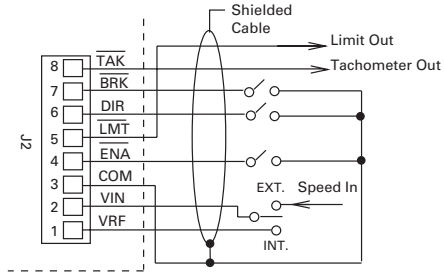 Shielded
Cable
Limit Out
8 TAK
Tachometer Out
7 BRK
6 DIR
J2
5 LMT
4 ENA
3 COM
EXT. Speed In
2 VIN
1 VRF
INT.